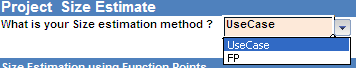 Project Size Estimate
What is your Size estimation method ? UseCase
UseCase
FP
Size Estimation using Function Points